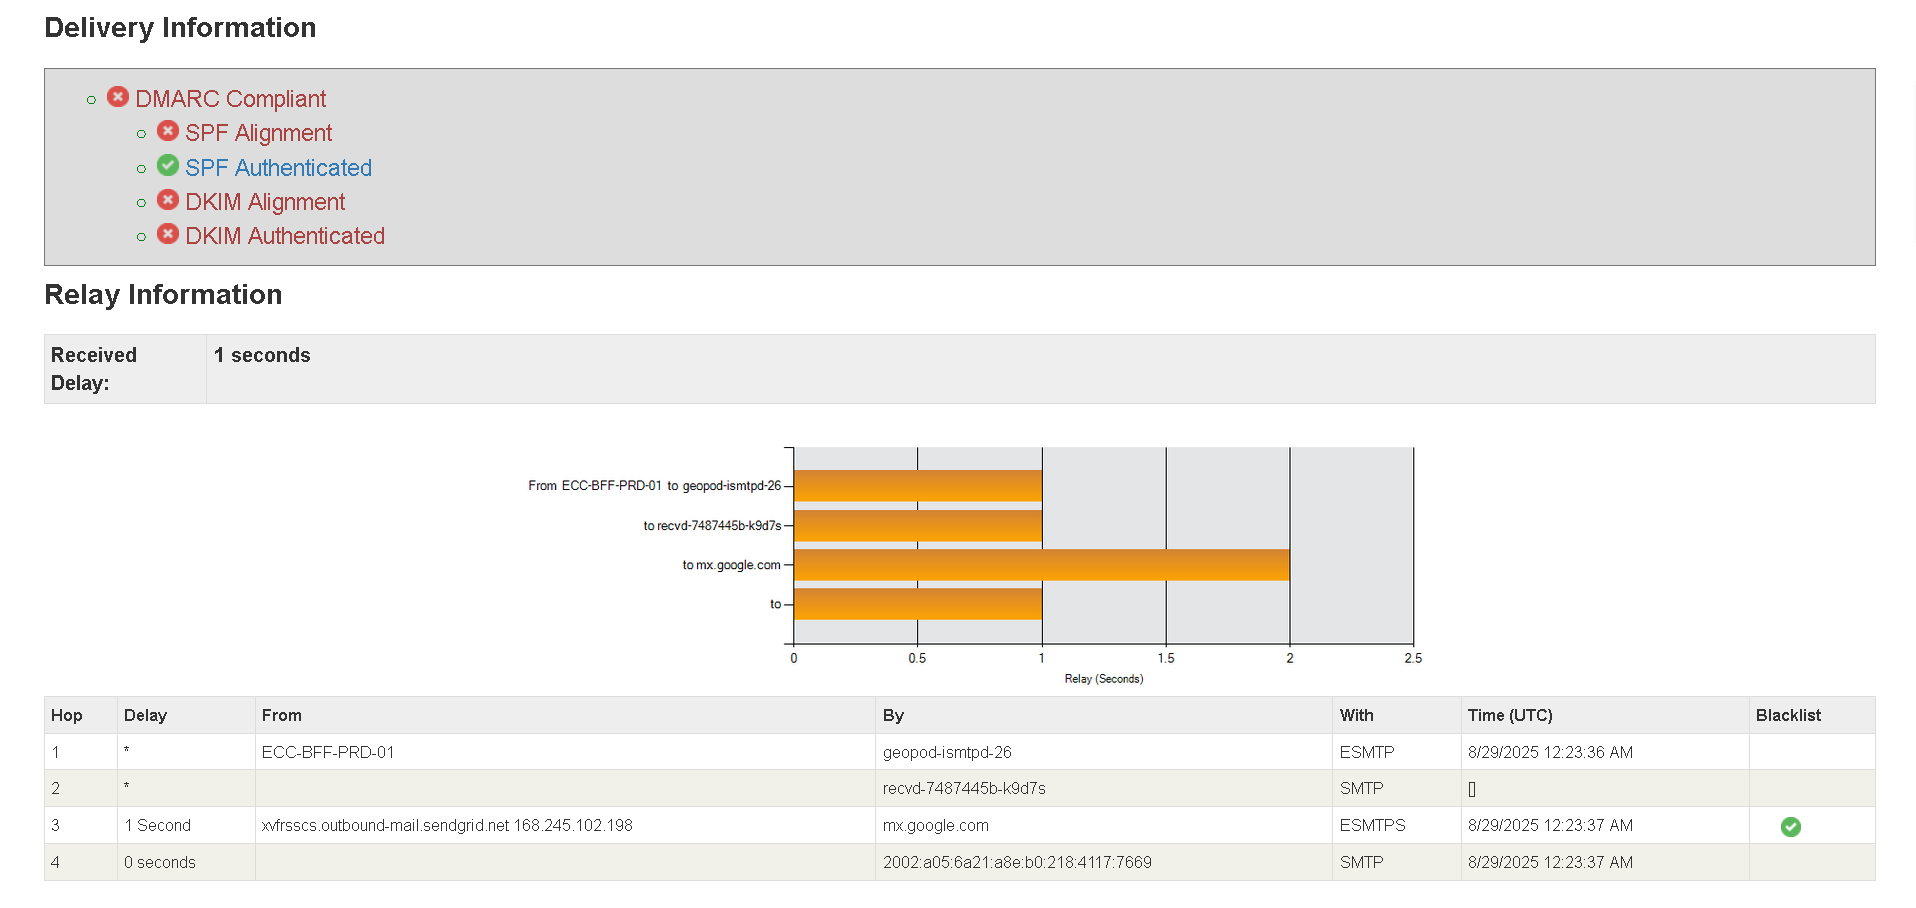 Delivery Information
DMARC Compliant
SPF Alignment
SPF Authenticated
DKIM Alignment
DKIM Authenticated
Relay Information
Received Delay: 1 seconds
From ECC-BFF-PRD-01 to geopod-ismtpd-26
to recvd-7487445b-k9d7s
to mx.google.com
to
0 0.5 1 1.5 2 2.5
Relay (Seconds)
Hop Delay From By With Time (UTC) Blacklist
1 * ECC-BFF-PRD-01 geopod-ismtpd-26 ESMTP 8/29/2025 12:23:36 AM
2 * recvd-7487445b-k9d7s SMTP []
3 1 Second xvfrsscs.outbound-mail.sendgrid.net 168.245.102.198 mx.google.com ESMTPS 8/29/2025 12:23:37 AM
4 0 seconds 2002:a05:6a21:a8e:b0:218:4117:7669 SMTP 8/29/2025 12:23:37 AM